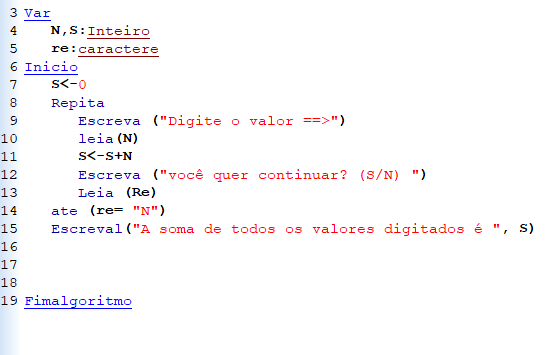 3 Var
4 N,S:Inteiro
5 re:caractere
6 Inicio
7 S<-0
8 Repita
9 Escreva ("Digite o valor ==>")
10 leia(N)
11 S<-S+N
12 Escreva ("você quer continuar? (S/N) ")
13 Leia (Re)
14 ate (re= "N")
15 Escreval("A soma de todos os valores digitados é ", S)
16
17
18
19 Fimalgoritmo